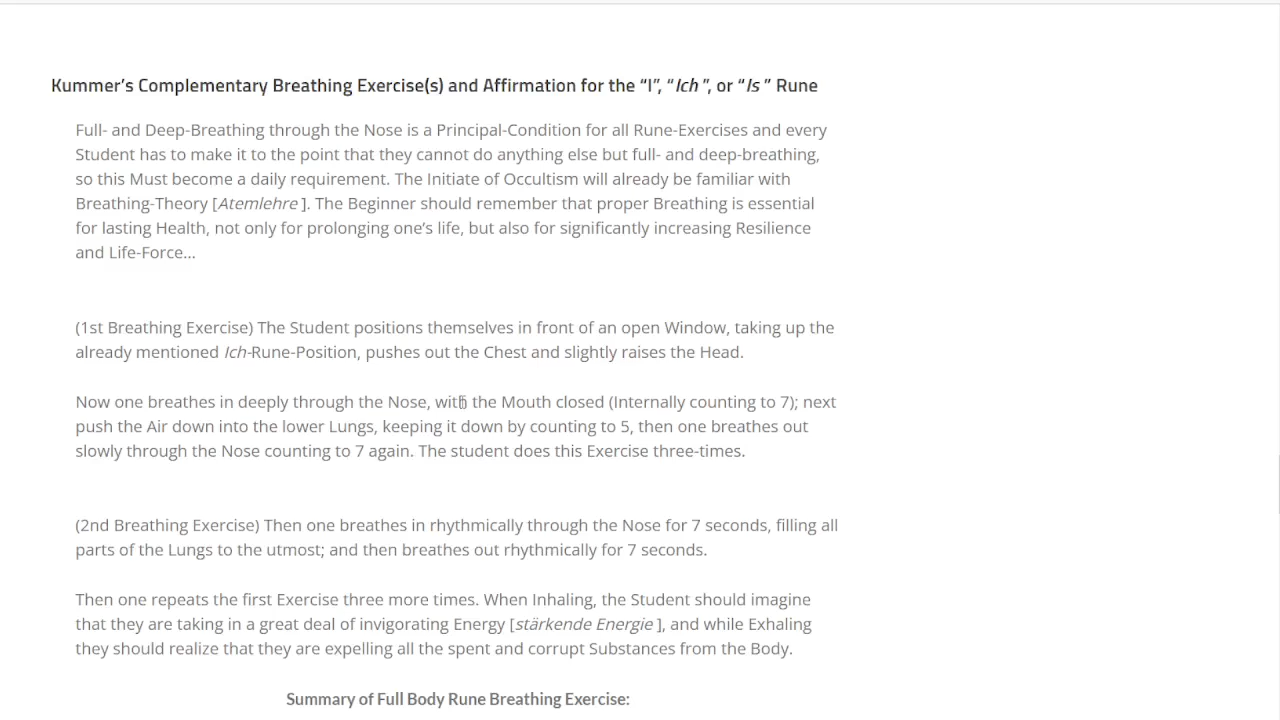 Kummer's Complementary Breathing Exercise(s) and Affirmation for the “I”, “Ich”, or “Is” Rune
Full- and Deep-Breathing through the Nose is a Principal-Condition for all Rune-Exercises and every
Student has to make it to the point that they cannot do anything else but full- and deep-breathing,
so this Must become a daily requirement. The Initiate of Occultism will already be familiar with
Breathing-Theory [Atemlehre ]. The Beginner should remember that proper Breathing is essential
for lasting Health, not only for prolonging one’s life, but also for significantly increasing Resilience
and Life-Force…
(1st Breathing Exercise) The Student positions themselves in front of an open Window, taking up the
already mentioned Ich-Rune-Position, pushes out the Chest and slightly raises the Head.
Now one breathes in deeply through the Nose, with the Mouth closed (Internally counting to 7); next
push the Air down into the lower Lungs, keeping it down by counting to 5, then one breathes out
slowly through the Nose counting to 7 again. The student does this Exercise three-times.
(2nd Breathing Exercise) Then one breathes in rhythmically through the Nose for 7 seconds, filling all
parts of the Lungs to the utmost; and then breathes out rhythmically for 7 seconds.
Then one repeats the first Exercise three more times. When Inhaling, the Student should imagine
that they are taking in a great deal of invigorating Energy [stärkende Energie ], and while Exhaling
they should realize that they are expelling all the spent and corrupt Substances from the Body.
Summary of Full Body Rune Breathing Exercise: